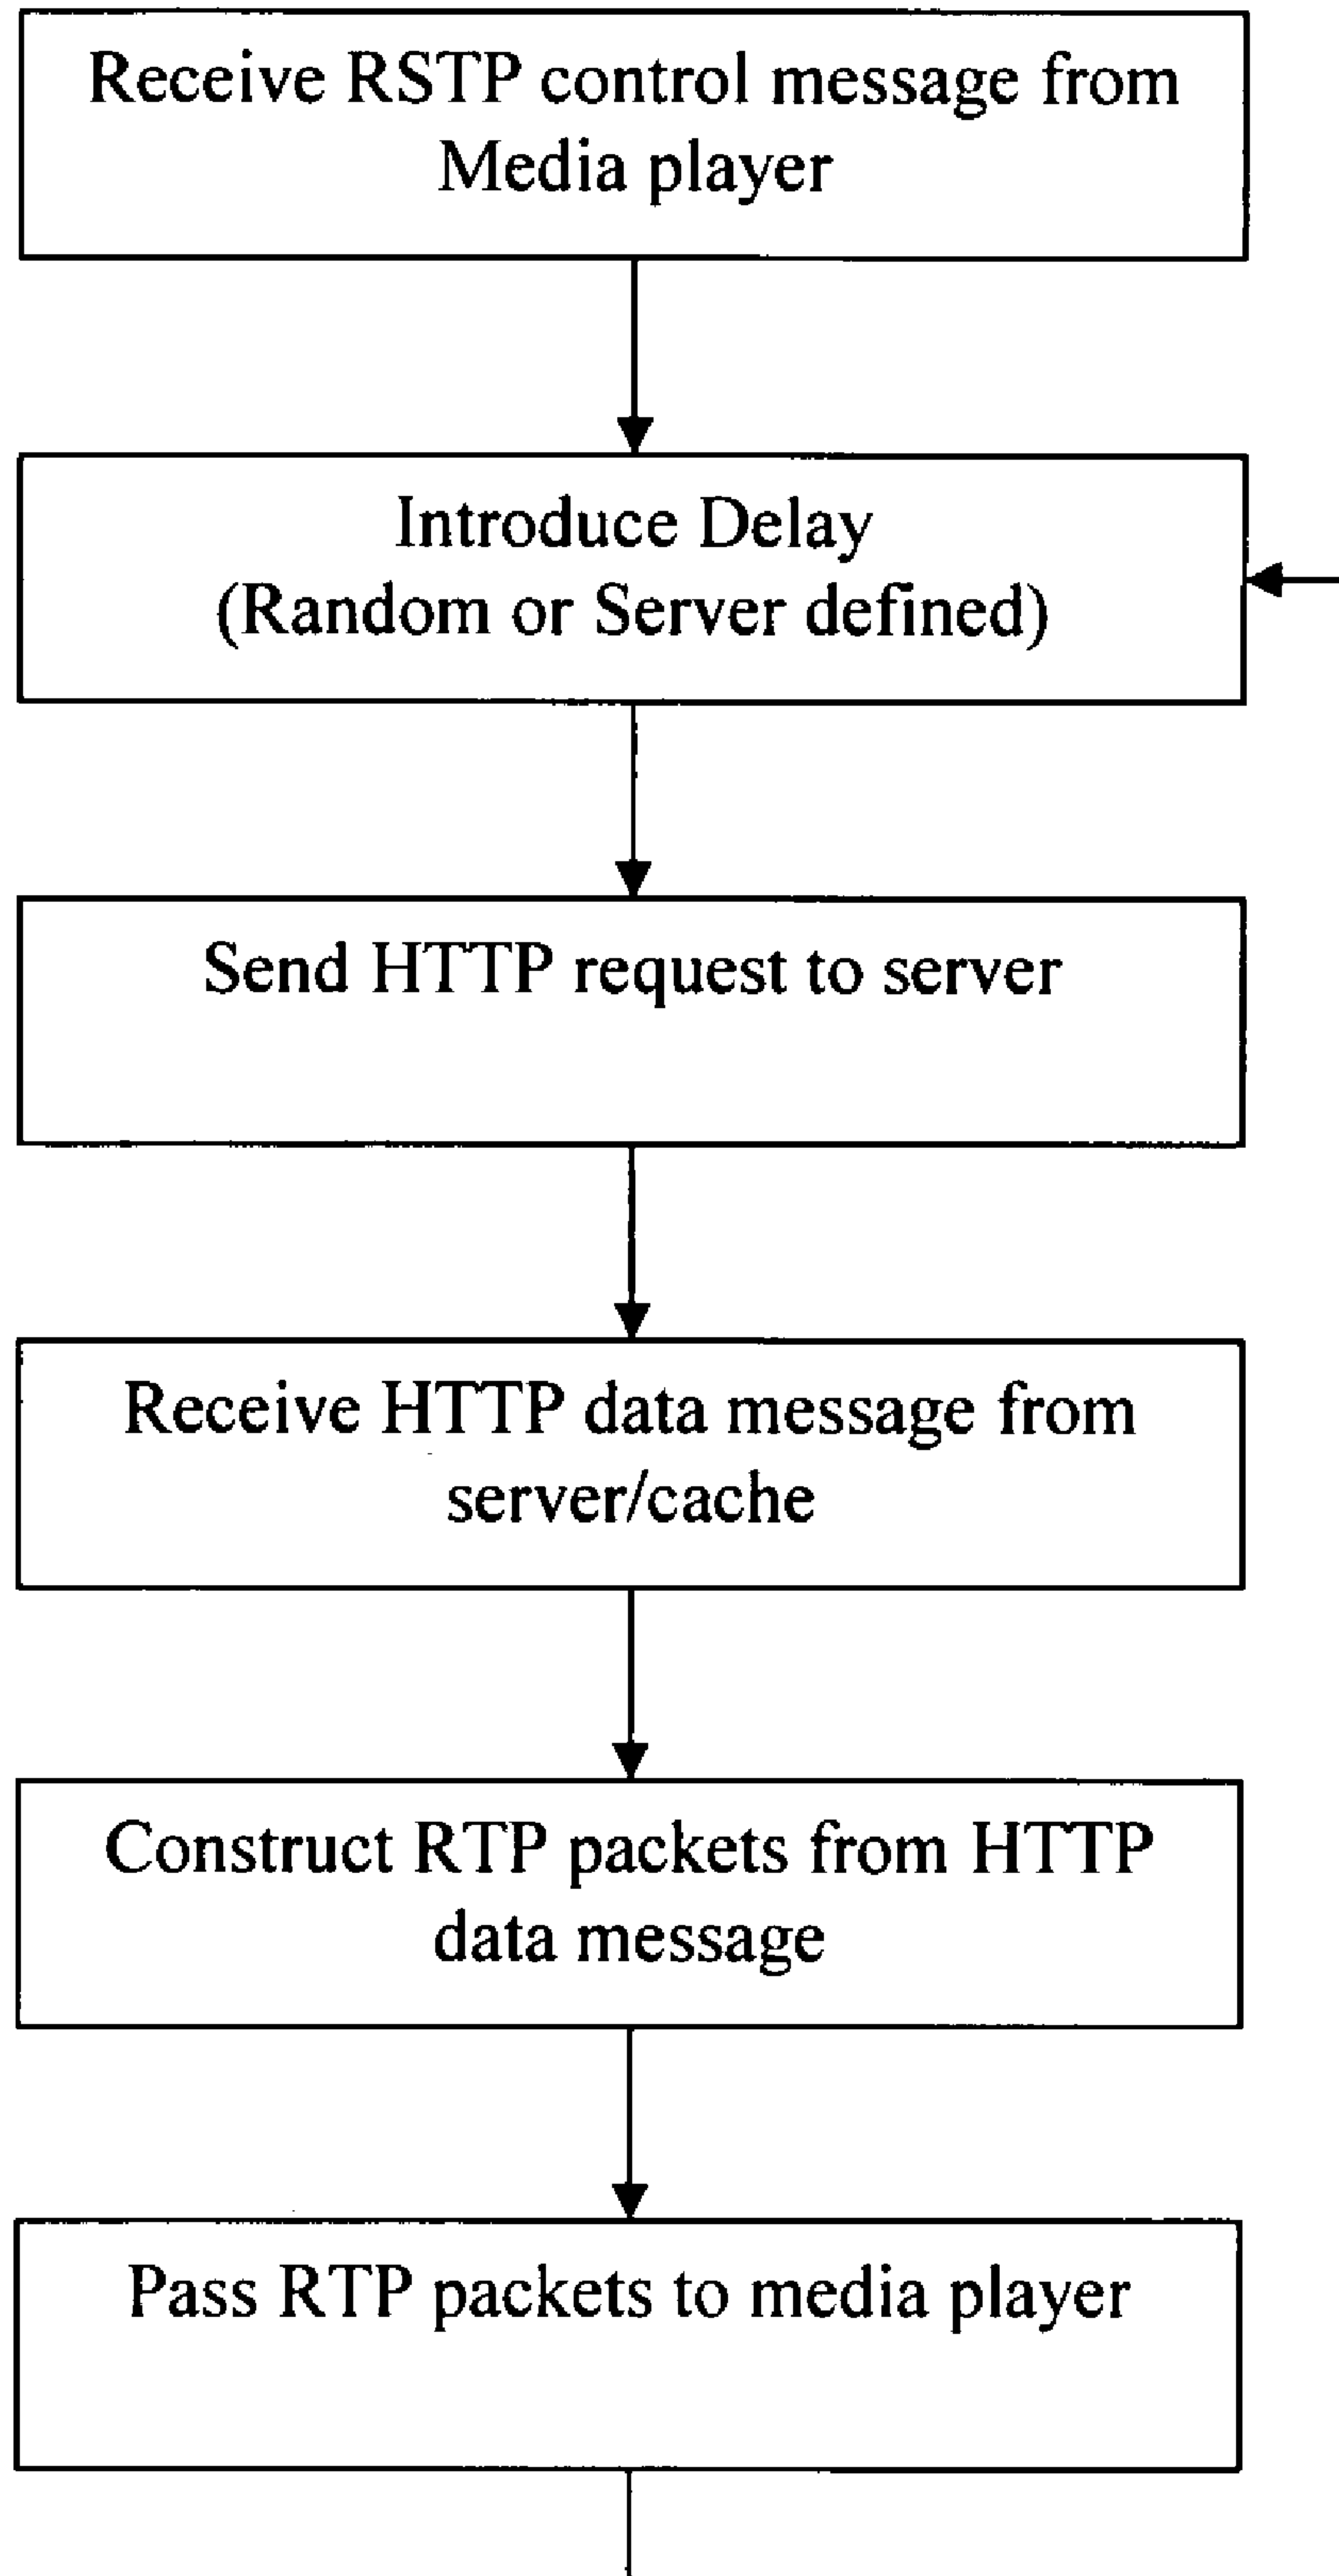 Receive RSTP control message from
Media player
Introduce Delay
(Random or Server defined)
Send HTTP request to server
Receive HTTP data message from
server/cache
Construct RTP packets from HTTP
data message
Pass RTP packets to media player